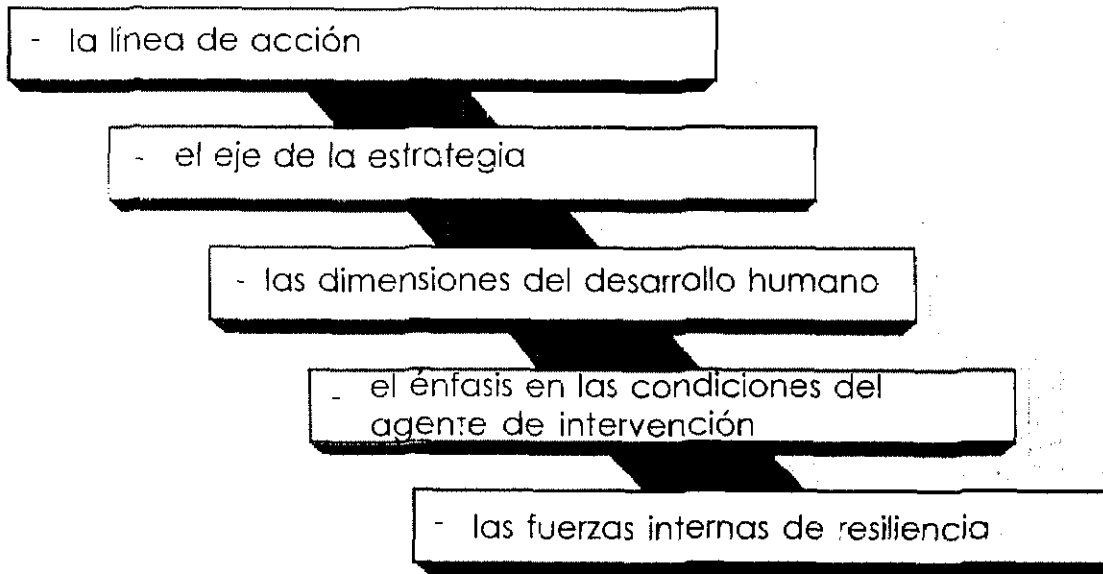 - la línea de acción
- el eje de la estrategia
- las dimensiones del desarrollo humano
- el énfasis en las condiciones del
agente de intervención
- las fuerzas internas de resiliencia